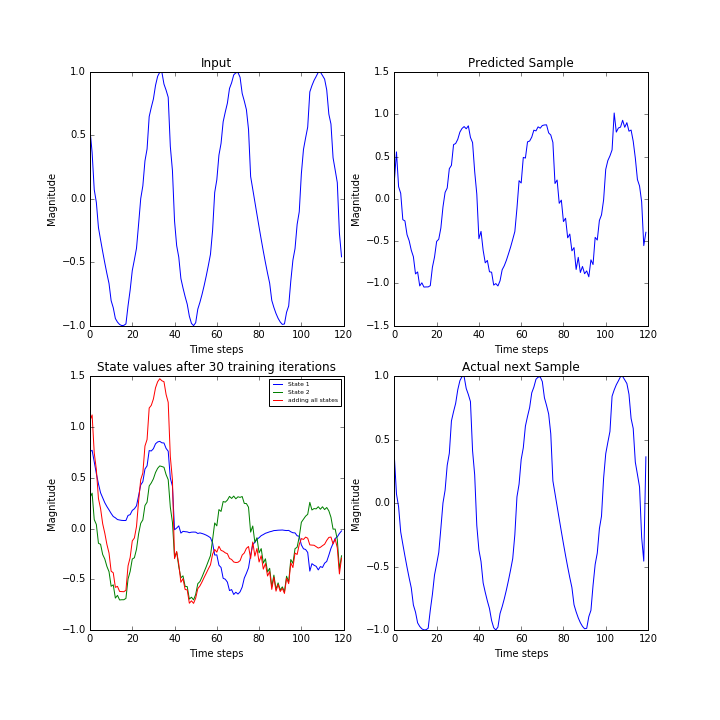 Input
Magnitude
1.0
0.5
0.0
−0.5
−1.0
0 20 40 60 80 100 120
Time steps
Predicted Sample
Magnitude
1.5
1.0
0.5
0.0
−0.5
−1.0
−1.5
0 20 40 60 80 100 120
Time steps
State values after 30 training iterations
Magnitude
1.5
1.0
0.5
0.0
−0.5
−1.0
State 1
State 2
adding all states
0 20 40 60 80 100 120
Time steps
Actual next Sample
Magnitude
1.0
0.5
0.0
−0.5
−1.0
0 20 40 60 80 100 120
Time steps